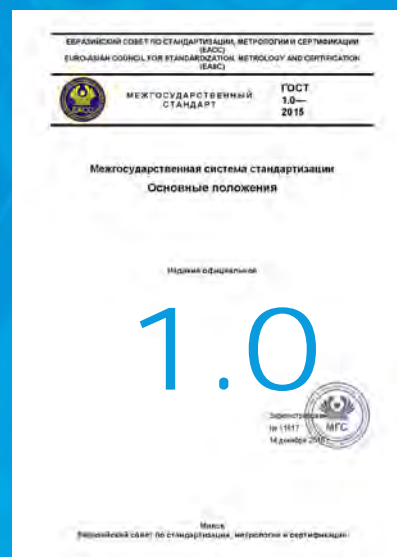 ЕВРАЗИЙСКИЙ СОВЕТ ПО СТАНДАРТИЗАЦИИ, МЕТРОЛОГИИ И СЕРТИФИКАЦИИ
(ЕАСС)
EURO-ASIAN COUNCIL FOR STANDARDIZATION, METROLOGY AND CERTIFICATION
(EASC)
МЕЖГОСУДАРСТВЕННЫЙ
СТАНДАРТ
ГОСТ
1.0—
2015
Межгосударственная система стандартизации
Основные положения
Издание официальное
1.0
МГС
Минск
Евразийский совет по стандартизации, метрологии и сертификации